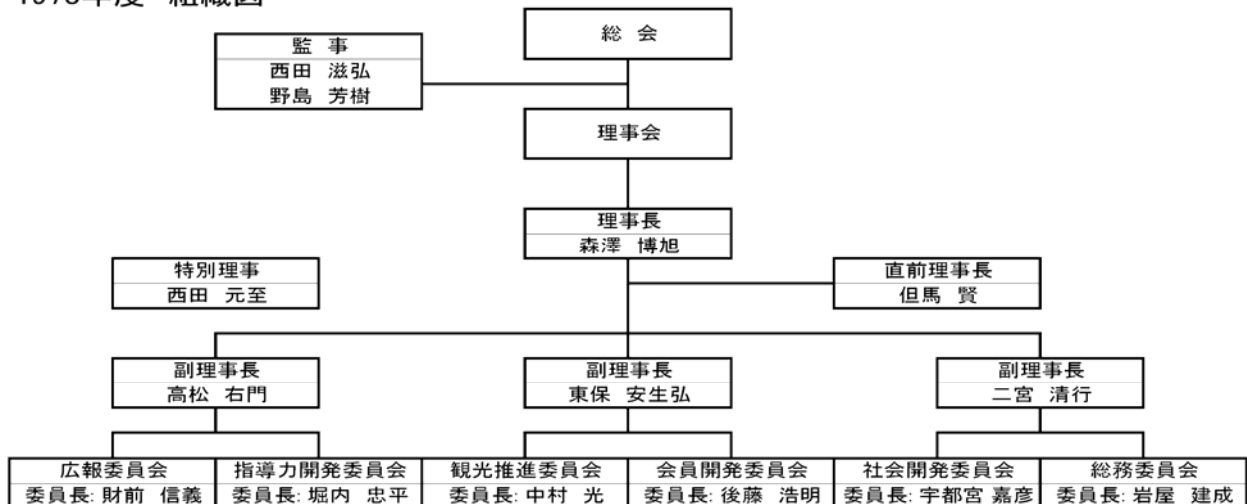 総 会
監 事
西田 滋弘
野島 芳樹
理事会
理事長
森澤 博旭
特別理事
西田 元至
直前理事長
但馬 賢
副理事長
高松 右門
副理事長
東保 安生弘
副理事長
二宮 清行
広報委員会
委員長: 財前 信義
指導力開発委員会
委員長: 堀内 忠平
観光推進委員会
委員長: 中村 光
会員開発委員会
委員長: 後藤 浩明
社会開発委員会
委員長: 宇都宮 嘉彦
総務委員会
委員長: 岩屋 建成